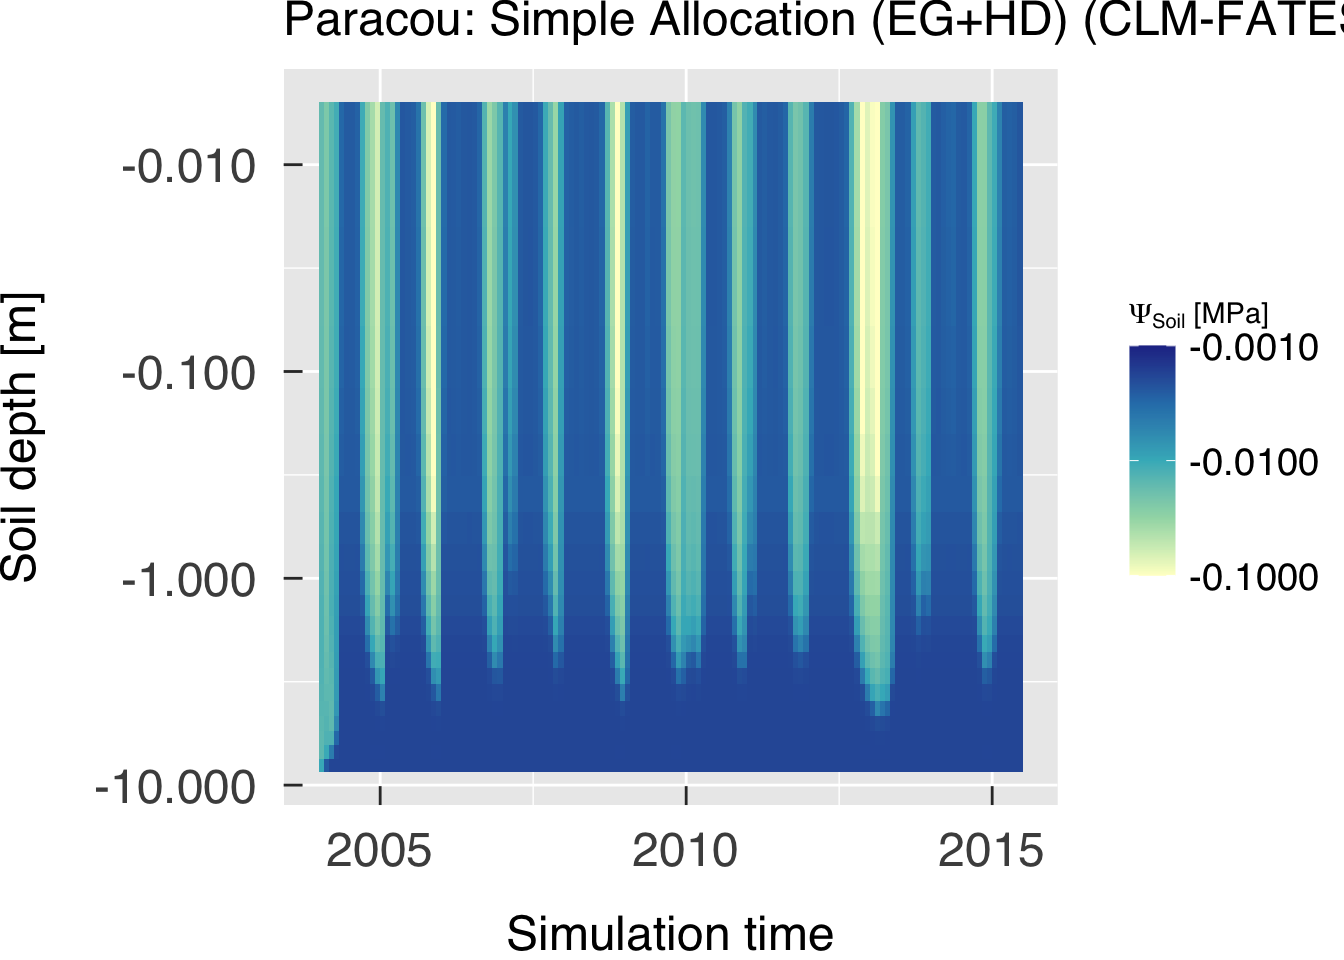 Paracou: Simple Allocation (EG+HD) (CLM-FATES
Soil depth [m]
-0.010
-0.100
-1.000
-10.000
2005 2010 2015
Simulation time
ΨSoil [MPa]
-0.0010
-0.0100
-0.1000